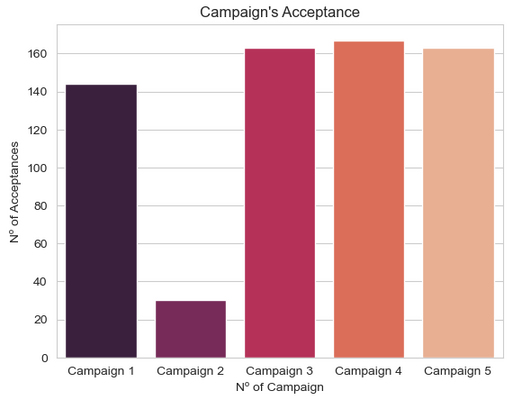 Campaign's Acceptance
160
140
120
100
80
60
40
20
0
Nº of Acceptances
Campaign 1
Campaign 2
Campaign 3
Campaign 4
Campaign 5
Nº of Campaign